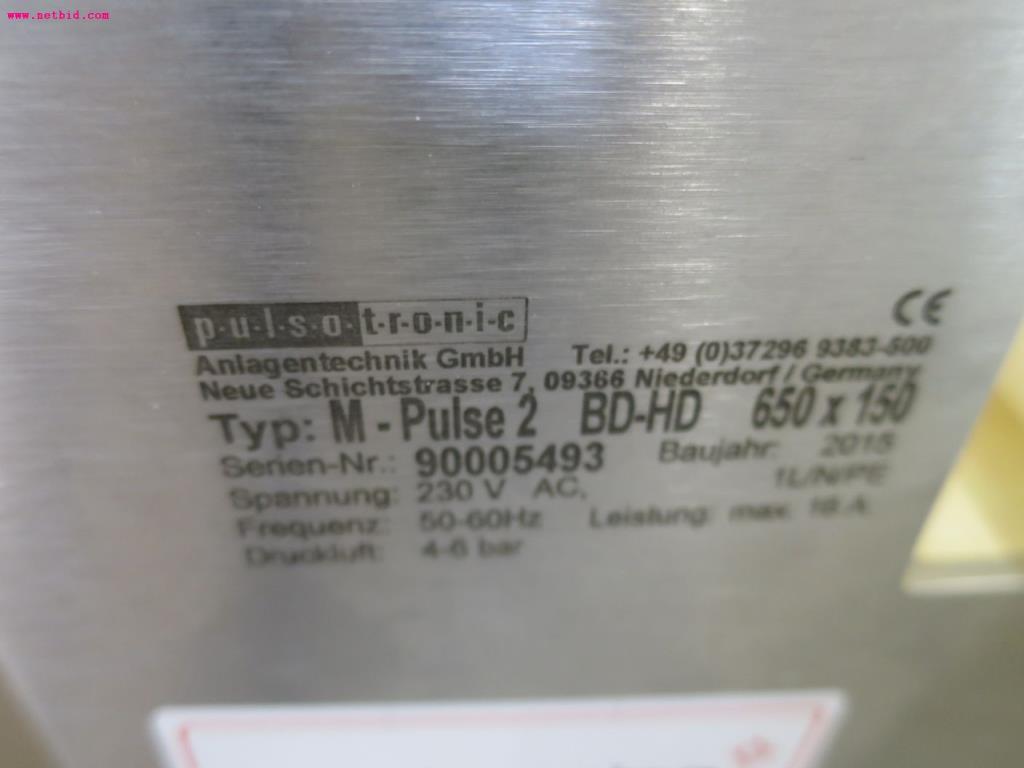 www.netbid.com
p·u·l·s·o·t·r·o·n·i·c CE
Anlagentechnik GmbH Tel.: +49 (0)37296 9383-500
Neue Schichtstrasse 7, 09366 Niederdorf / Germany
Typ: M - Pulse 2 BD-HD 650 x 150
Serien-Nr.: 90005493 Baujahr: 2015
Spannung: 230 V AC, 1L/N/PE
Frequenz: 50-60Hz Leistung: max. 16 A
Druckluft: 4-6 bar